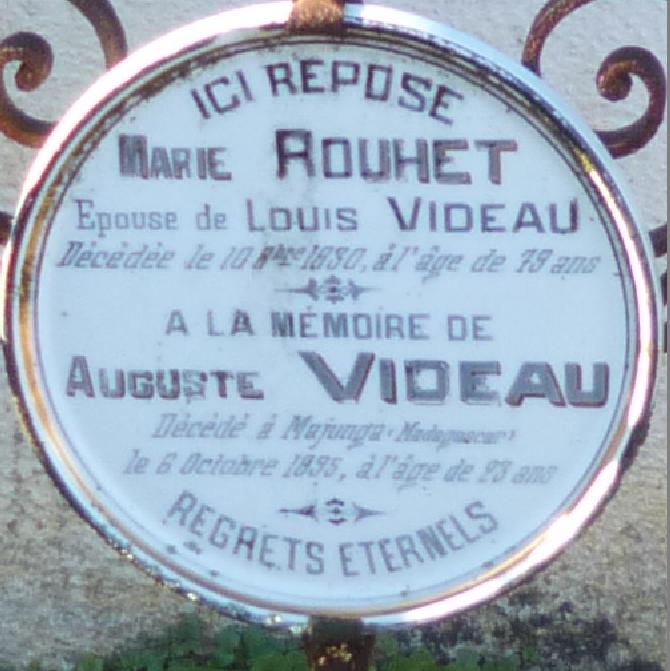 ICI REPOSE
MARIE ROUHET
Epouse de LOUIS VIDEAU
Décédée le 10 8bre 1890, à l'âge de 79 ans
A LA MÉMOIRE DE
AUGUSTE VIDEAU
Décédé à Majunga (Madagascar)
le 6 Octobre 1895, à l'âge de 23 ans
REGRETS ETERNELS